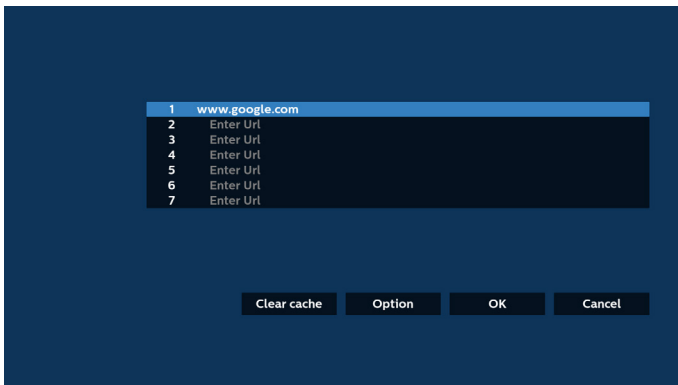 1 www.google.com
2 Enter Url
3 Enter Url
4 Enter Url
5 Enter Url
6 Enter Url
7 Enter Url
Clear cache Option OK Cancel